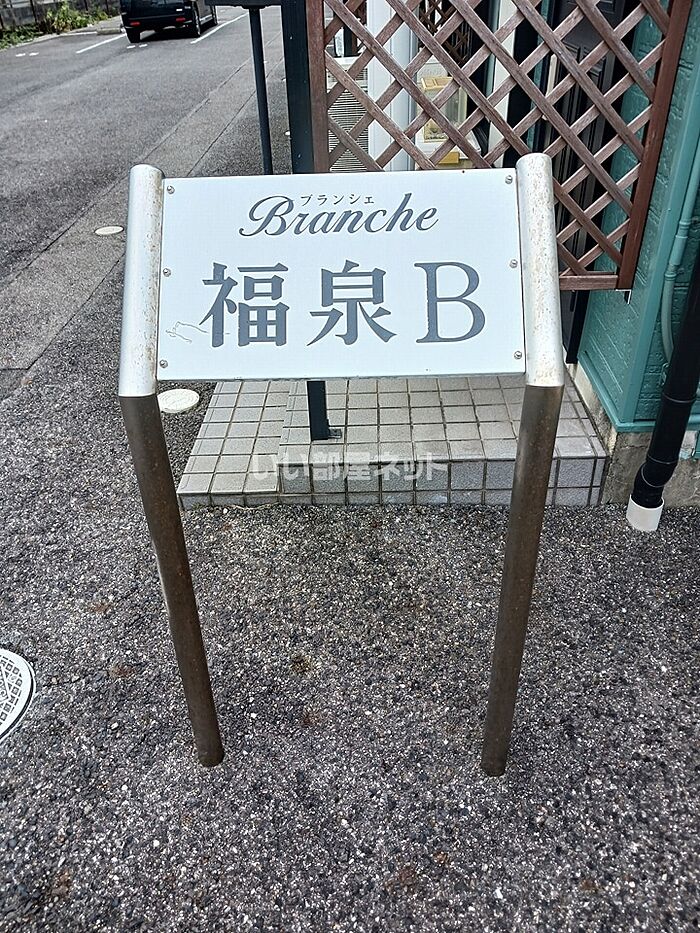 ブランシェ
Branche
福泉B
いい部屋ネット